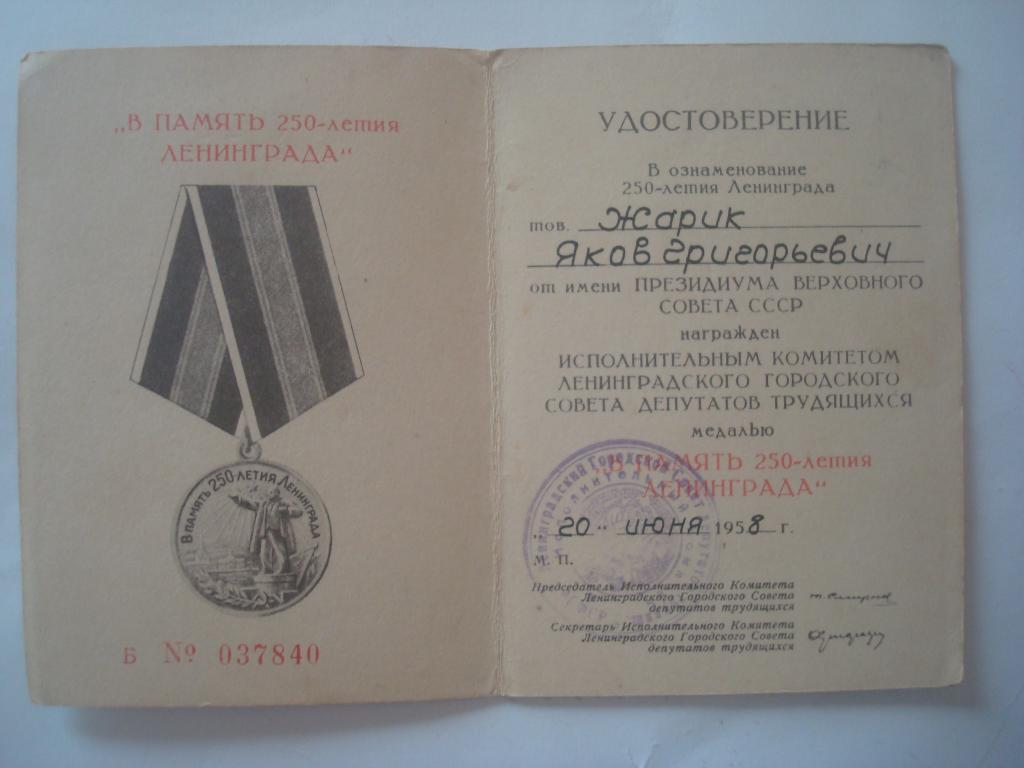 „В ПАМЯТЬ 250-летия
ЛЕНИНГРАДА“
В ПАМЯТЬ 250-ЛЕТИЯ ЛЕНИНГРАДА
Б № 037840
УДОСТОВЕРЕНИЕ
В ознаменование
250-летия Ленинграда
тов. Жарик
Яков Григорьевич
от имени ПРЕЗИДИУМА ВЕРХОВНОГО
СОВЕТА СССР
награжден
ИСПОЛНИТЕЛЬНЫМ КОМИТЕТОМ
ЛЕНИНГРАДСКОГО ГОРОДСКОГО
СОВЕТА ДЕПУТАТОВ ТРУДЯЩИХСЯ
медалью
„В ПАМЯТЬ 250-летия
ЛЕНИНГРАДА“
„20“ июня 1958 г.
М. П.
Председатель Исполнительного Комитета
Ленинградского Городского Совета
депутатов трудящихся
Секретарь Исполнительного Комитета
Ленинградского Городского Совета
депутатов трудящихся